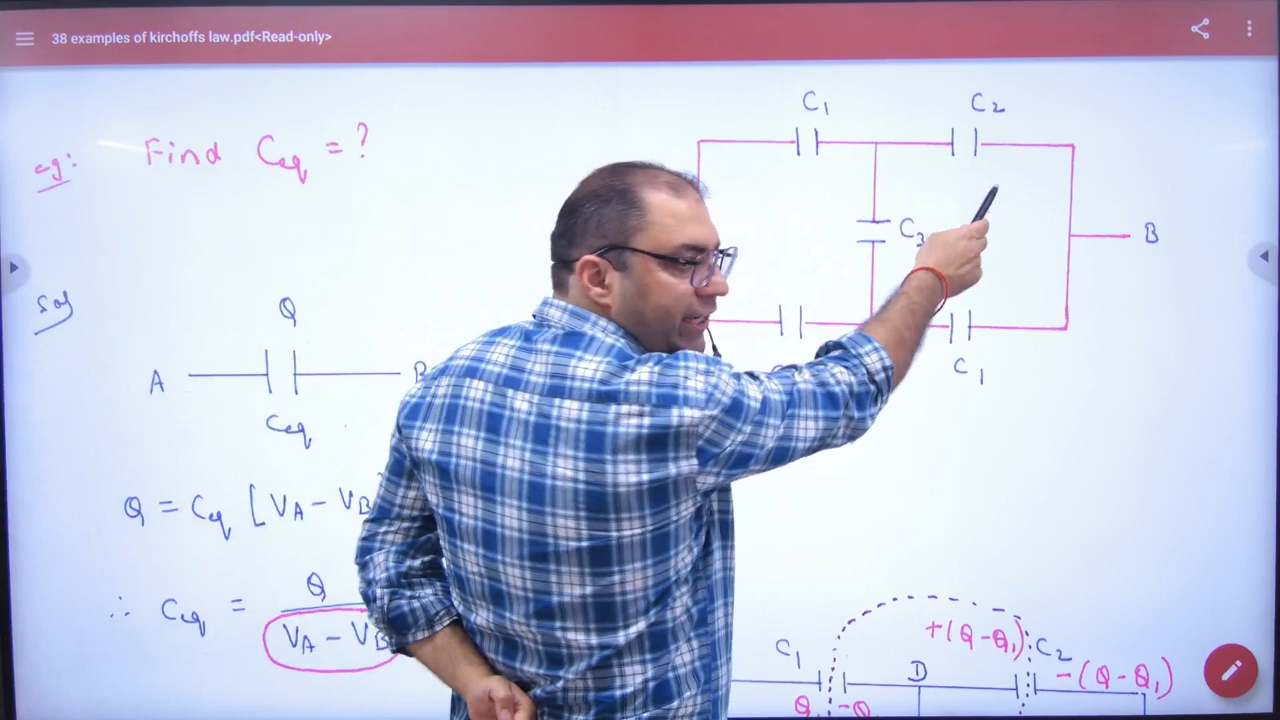 38 examples of kirchoffs law.pdf<Read-only>
eg: Find Ceq = ?
C1 C2
C3
B
C1
Sol
Q
A
Ceq
Q = Ceq [VA - VB
∴ Ceq = Q
VA - VB
C1 +(Q-Q1) C2
D -(Q-Q1)